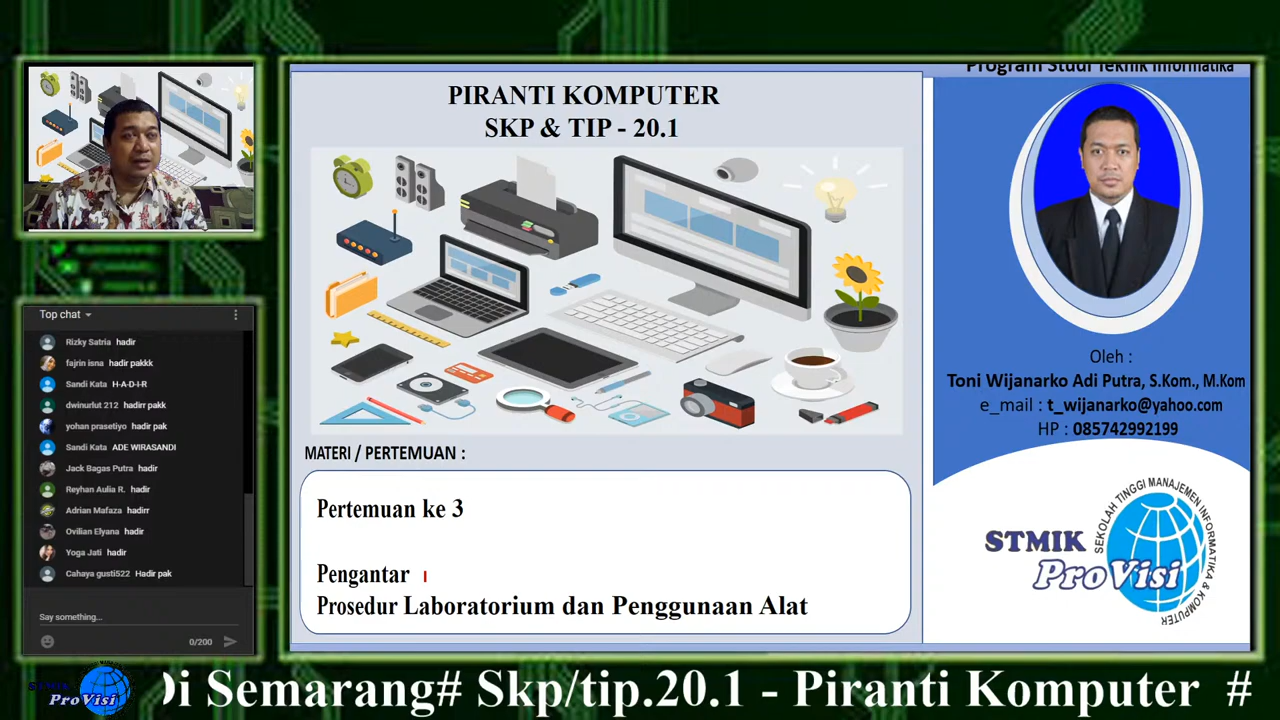 Program Studi Teknik Informatika
PIRANTI KOMPUTER
SKP & TIP - 20.1
Top chat
Rizky Satria hadir
fajrin isna hadir pakkk
Sandi Kata H-A-D-I-R
dwinurlut 212 hadirr pakk
yohan prasetiyo hadir pak
Sandi Kata ADE WIRASANDI
Jack Bagas Putra hadir
Reyhan Aulia R. hadir
Adrian Mafaza hadirr
Ovilian Elyana hadir
Yoga Jati hadir
Cahaya gusti522 Hadir pak
Say something...
0/200
MATERI / PERTEMUAN :
Pertemuan ke 3
Pengantar
Prosedur Laboratorium dan Penggunaan Alat
Oleh :
Toni Wijanarko Adi Putra, S.Kom., M.Kom
e_mail : t_wijanarko@yahoo.com
HP : 085742992199
STMIK
ProVisi
SEKOLAH TINGGI MANAJEMEN INFORMATIKA & KOMPUTER
STMIK
ProVisi
Di Semarang# Skp/tip.20.1 - Piranti Komputer #